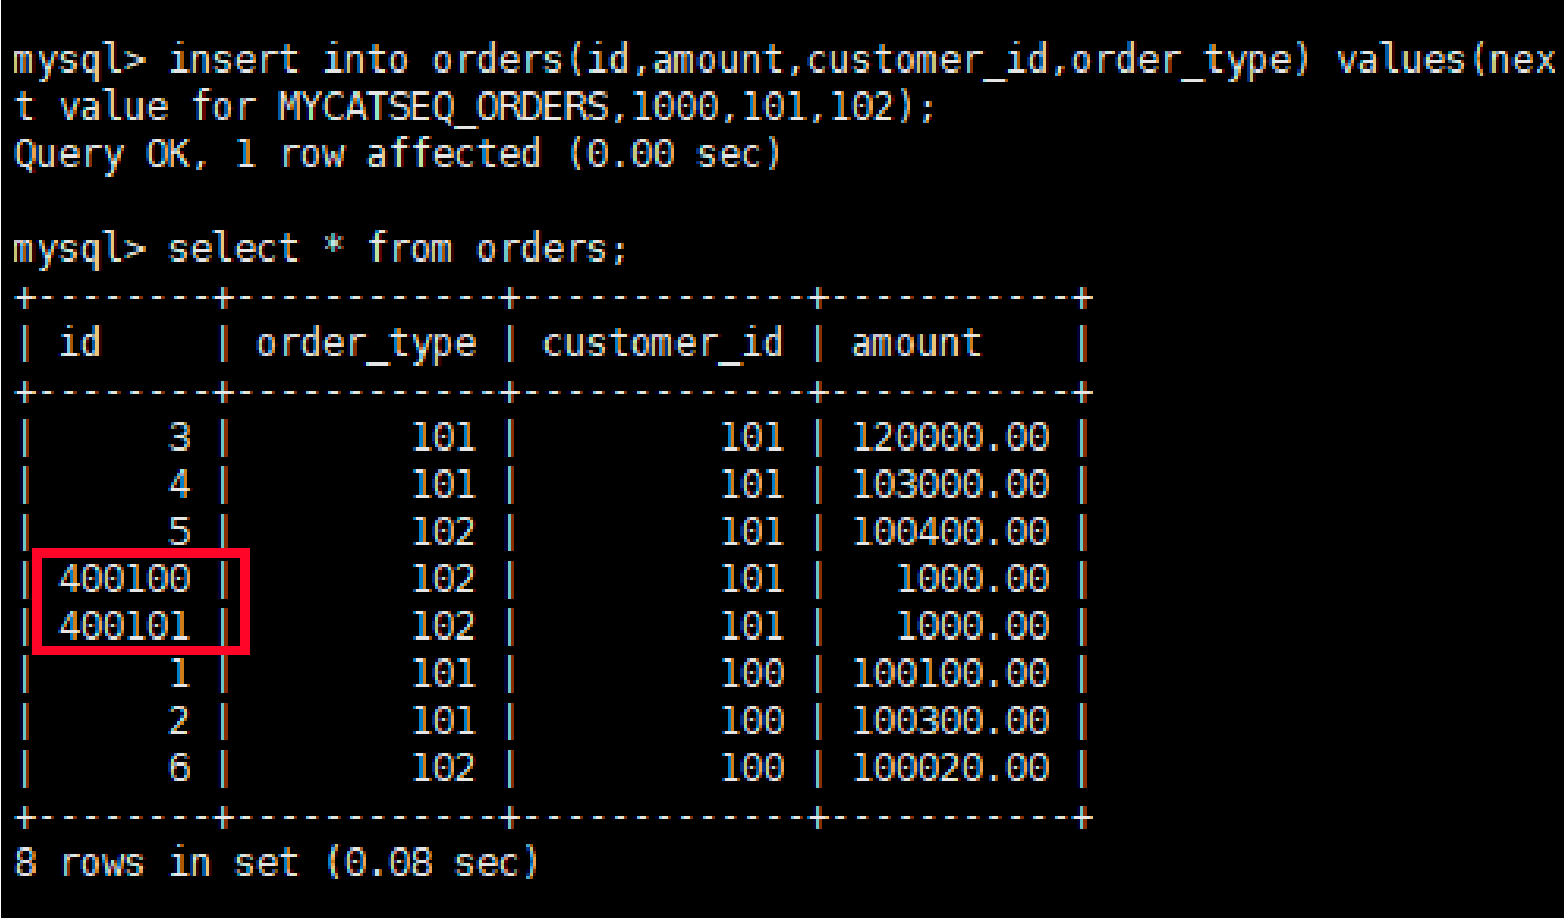 mysql> insert into orders(id,amount,customer_id,order_type) values(nex
t value for MYCATSEQ_ORDERS,1000,101,102);
Query OK, 1 row affected (0.00 sec)
mysql> select * from orders;
+--------+------------+-------------+-----------+
| id     | order_type | customer_id | amount    |
+--------+------------+-------------+-----------+
|      3 |        101 |         101 | 120000.00 |
|      4 |        101 |         101 | 103000.00 |
|      5 |        102 |         101 | 100400.00 |
| 400100 |        102 |         101 |   1000.00 |
| 400101 |        102 |         101 |   1000.00 |
|      1 |        101 |         100 | 100100.00 |
|      2 |        101 |         100 | 100300.00 |
|      6 |        102 |         100 | 100020.00 |
+--------+------------+-------------+-----------+
8 rows in set (0.08 sec)